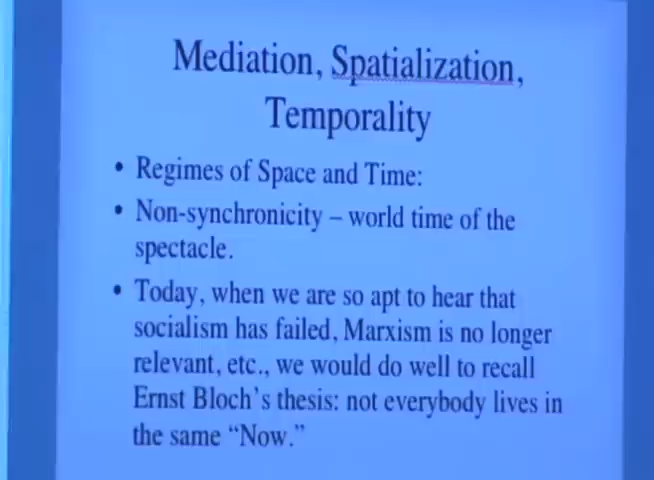 Mediation, Spatialization,
Temporality
• Regimes of Space and Time:
• Non-synchronicity – world time of the
spectacle.
• Today, when we are so apt to hear that
socialism has failed, Marxism is no longer
relevant, etc., we would do well to recall
Ernst Bloch's thesis: not everybody lives in
the same “Now.”